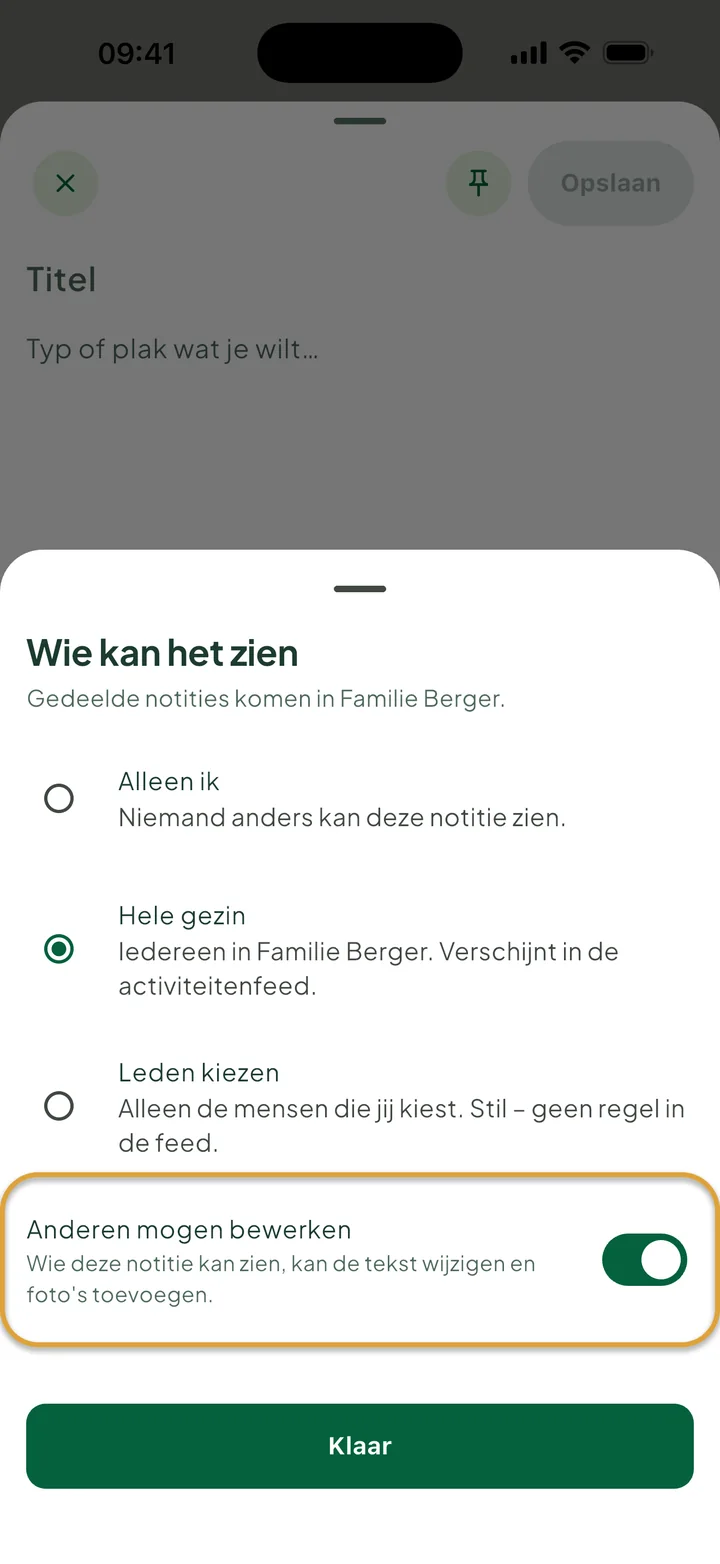 09:41
Opslaan
Titel
Typ of plak wat je wilt...
Wie kan het zien
Gedeelde notities komen in Familie Berger.
Alleen ik
Niemand anders kan deze notitie zien.
Hele gezin
Iedereen in Familie Berger. Verschijnt in de
activiteitenfeed.
Leden kiezen
Alleen de mensen die jij kiest. Stil – geen regel in
de feed.
Anderen mogen bewerken
Wie deze notitie kan zien, kan de tekst wijzigen en
foto's toevoegen.
Klaar